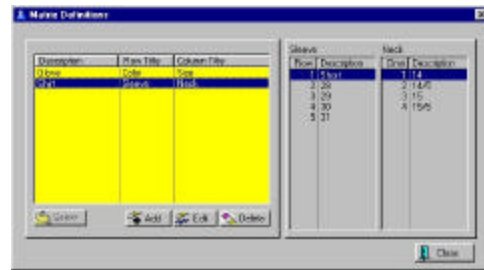 Matrix Definitions
Description Row Title Column Title
Glove Color Size
Shirt Sleeve Neck
Sleeve
Row Description
1 Short
2 28
3 29
4 30
5 31
Neck
Description
1 14
2 14/5
3 15
4 15/5
Add Edit Delete
Close